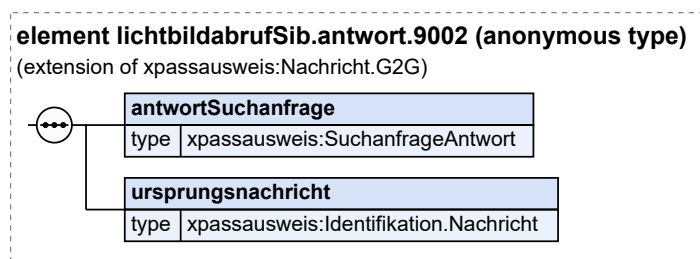 element lichtbildabrufSib.antwort.9002 (anonymous type)
(extension of xpassausweis:Nachricht.G2G)
antwortSuchanfrage
type xpassausweis:SuchanfrageAntwort
ursprungsnachricht
type xpassausweis:Identifikation.Nachricht